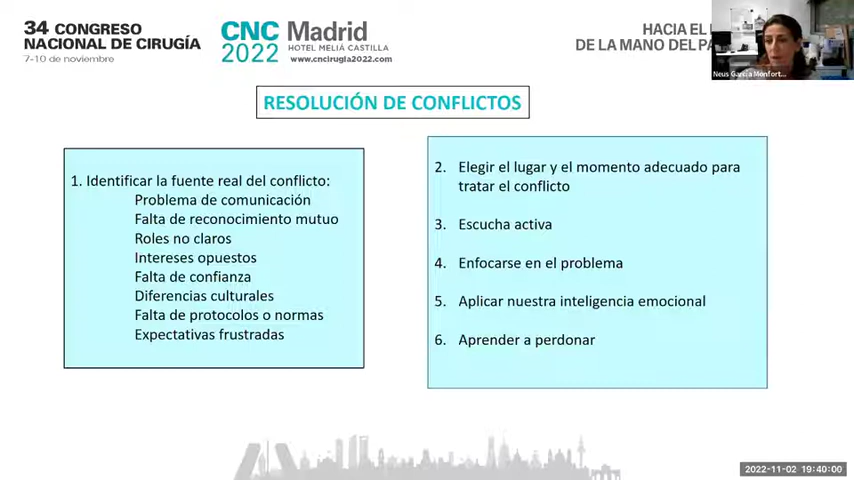 34 CONGRESO
NACIONAL DE CIRUGÍA
7-10 de noviembre
CNC
2022
Madrid
HOTEL MELIÁ CASTILLA
www.cncirugia2022.com
HACIA EL
DE LA MANO DEL
Neus García Monfort...
RESOLUCIÓN DE CONFLICTOS
1. Identificar la fuente real del conflicto:
Problema de comunicación
Falta de reconocimiento mutuo
Roles no claros
Intereses opuestos
Falta de confianza
Diferencias culturales
Falta de protocolos o normas
Expectativas frustradas
2. Elegir el lugar y el momento adecuado para
tratar el conflicto
3. Escucha activa
4. Enfocarse en el problema
5. Aplicar nuestra inteligencia emocional
6. Aprender a perdonar
2022-11-02 19:40:00